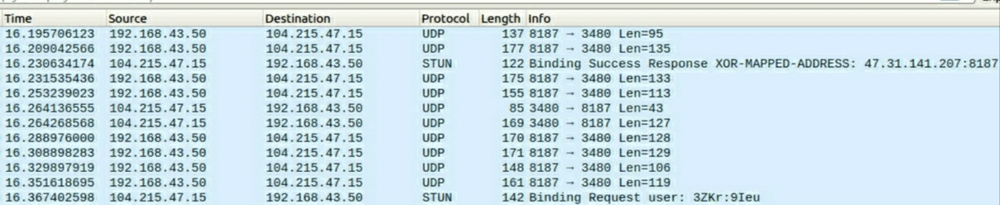 Time Source Destination Protocol Length Info
16.195706123 192.168.43.50 104.215.47.15 UDP 137 8187 → 3480 Len=95
16.209042566 192.168.43.50 104.215.47.15 UDP 177 8187 → 3480 Len=135
16.230634174 104.215.47.15 192.168.43.50 STUN 122 Binding Success Response XOR-MAPPED-ADDRESS: 47.31.141.207:8187
16.231535436 192.168.43.50 104.215.47.15 UDP 175 8187 → 3480 Len=133
16.253239023 192.168.43.50 104.215.47.15 UDP 155 8187 → 3480 Len=113
16.264136555 104.215.47.15 192.168.43.50 UDP 85 3480 → 8187 Len=43
16.264268568 104.215.47.15 192.168.43.50 UDP 169 3480 → 8187 Len=127
16.288976000 192.168.43.50 104.215.47.15 UDP 170 8187 → 3480 Len=128
16.308898283 192.168.43.50 104.215.47.15 UDP 171 8187 → 3480 Len=129
16.329897919 192.168.43.50 104.215.47.15 UDP 148 8187 → 3480 Len=106
16.351618695 192.168.43.50 104.215.47.15 UDP 161 8187 → 3480 Len=119
16.367402598 104.215.47.15 192.168.43.50 STUN 142 Binding Request user: 3ZKr:9Ieu